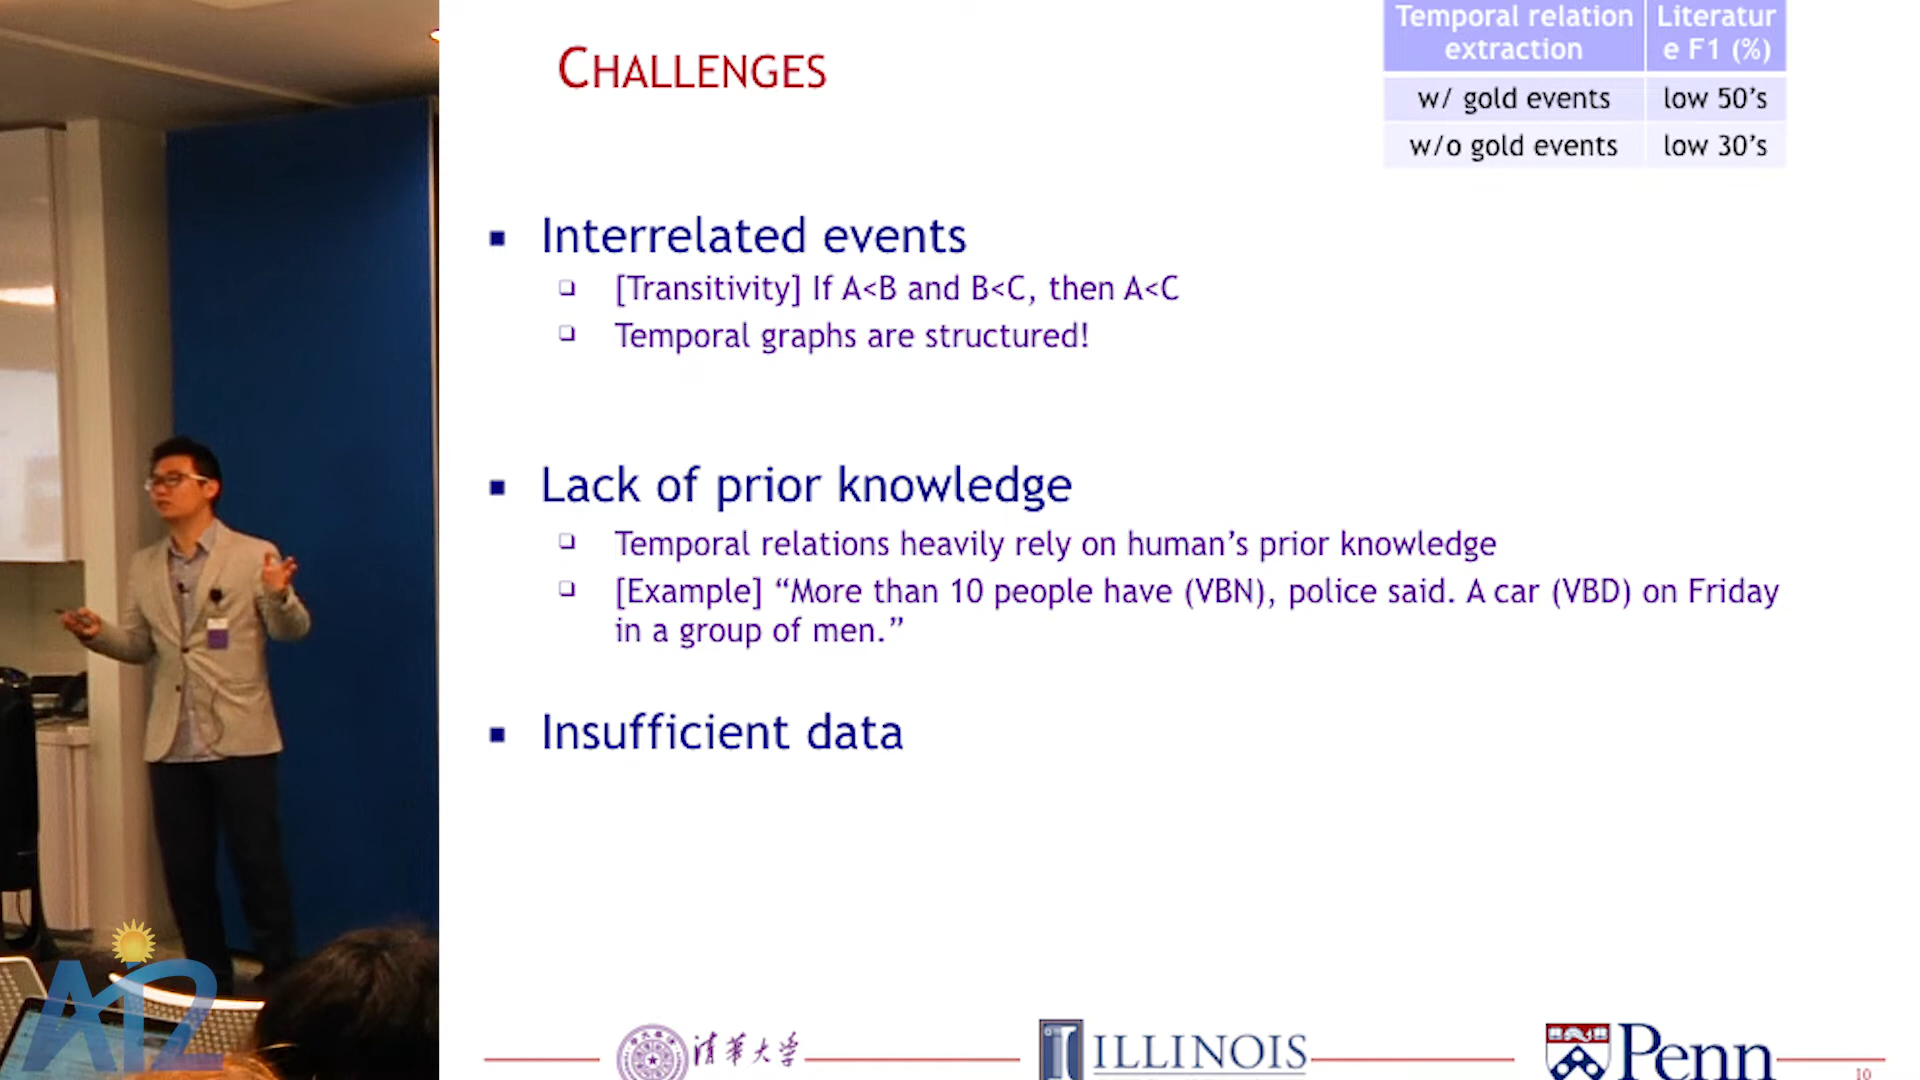 CHALLENGES
Temporal relation Literatur
extraction e F1 (%)
w/ gold events low 50’s
w/o gold events low 30’s
Interrelated events
[Transitivity] If A<B and B<C, then A<C
Temporal graphs are structured!
Lack of prior knowledge
Temporal relations heavily rely on human’s prior knowledge
[Example] “More than 10 people have (VBN), police said. A car (VBD) on Friday
in a group of men.”
Insufficient data
AI2
清華大学
ILLINOIS
Penn
10